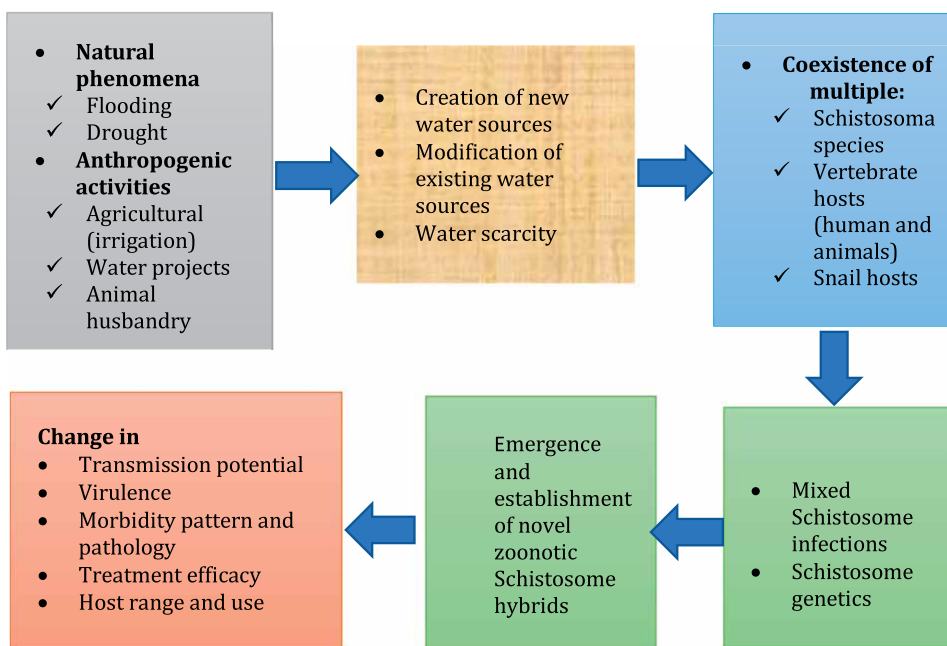 • Natural
phenomena
✓ Flooding
✓ Drought
• Anthropogenic
activities
✓ Agricultural
(irrigation)
✓ Water projects
✓ Animal
husbandry
• Creation of new
water sources
• Modification of
existing water
sources
• Water scarcity
• Coexistence of
multiple:
✓ Schistosoma
species
✓ Vertebrate
hosts
(human and
animals)
✓ Snail hosts
• Mixed
Schistosome
infections
• Schistosome
genetics
Emergence
and
establishment
of novel
zoonotic
Schistosome
hybrids
Change in
• Transmission potential
• Virulence
• Morbidity pattern and
pathology
• Treatment efficacy
• Host range and use